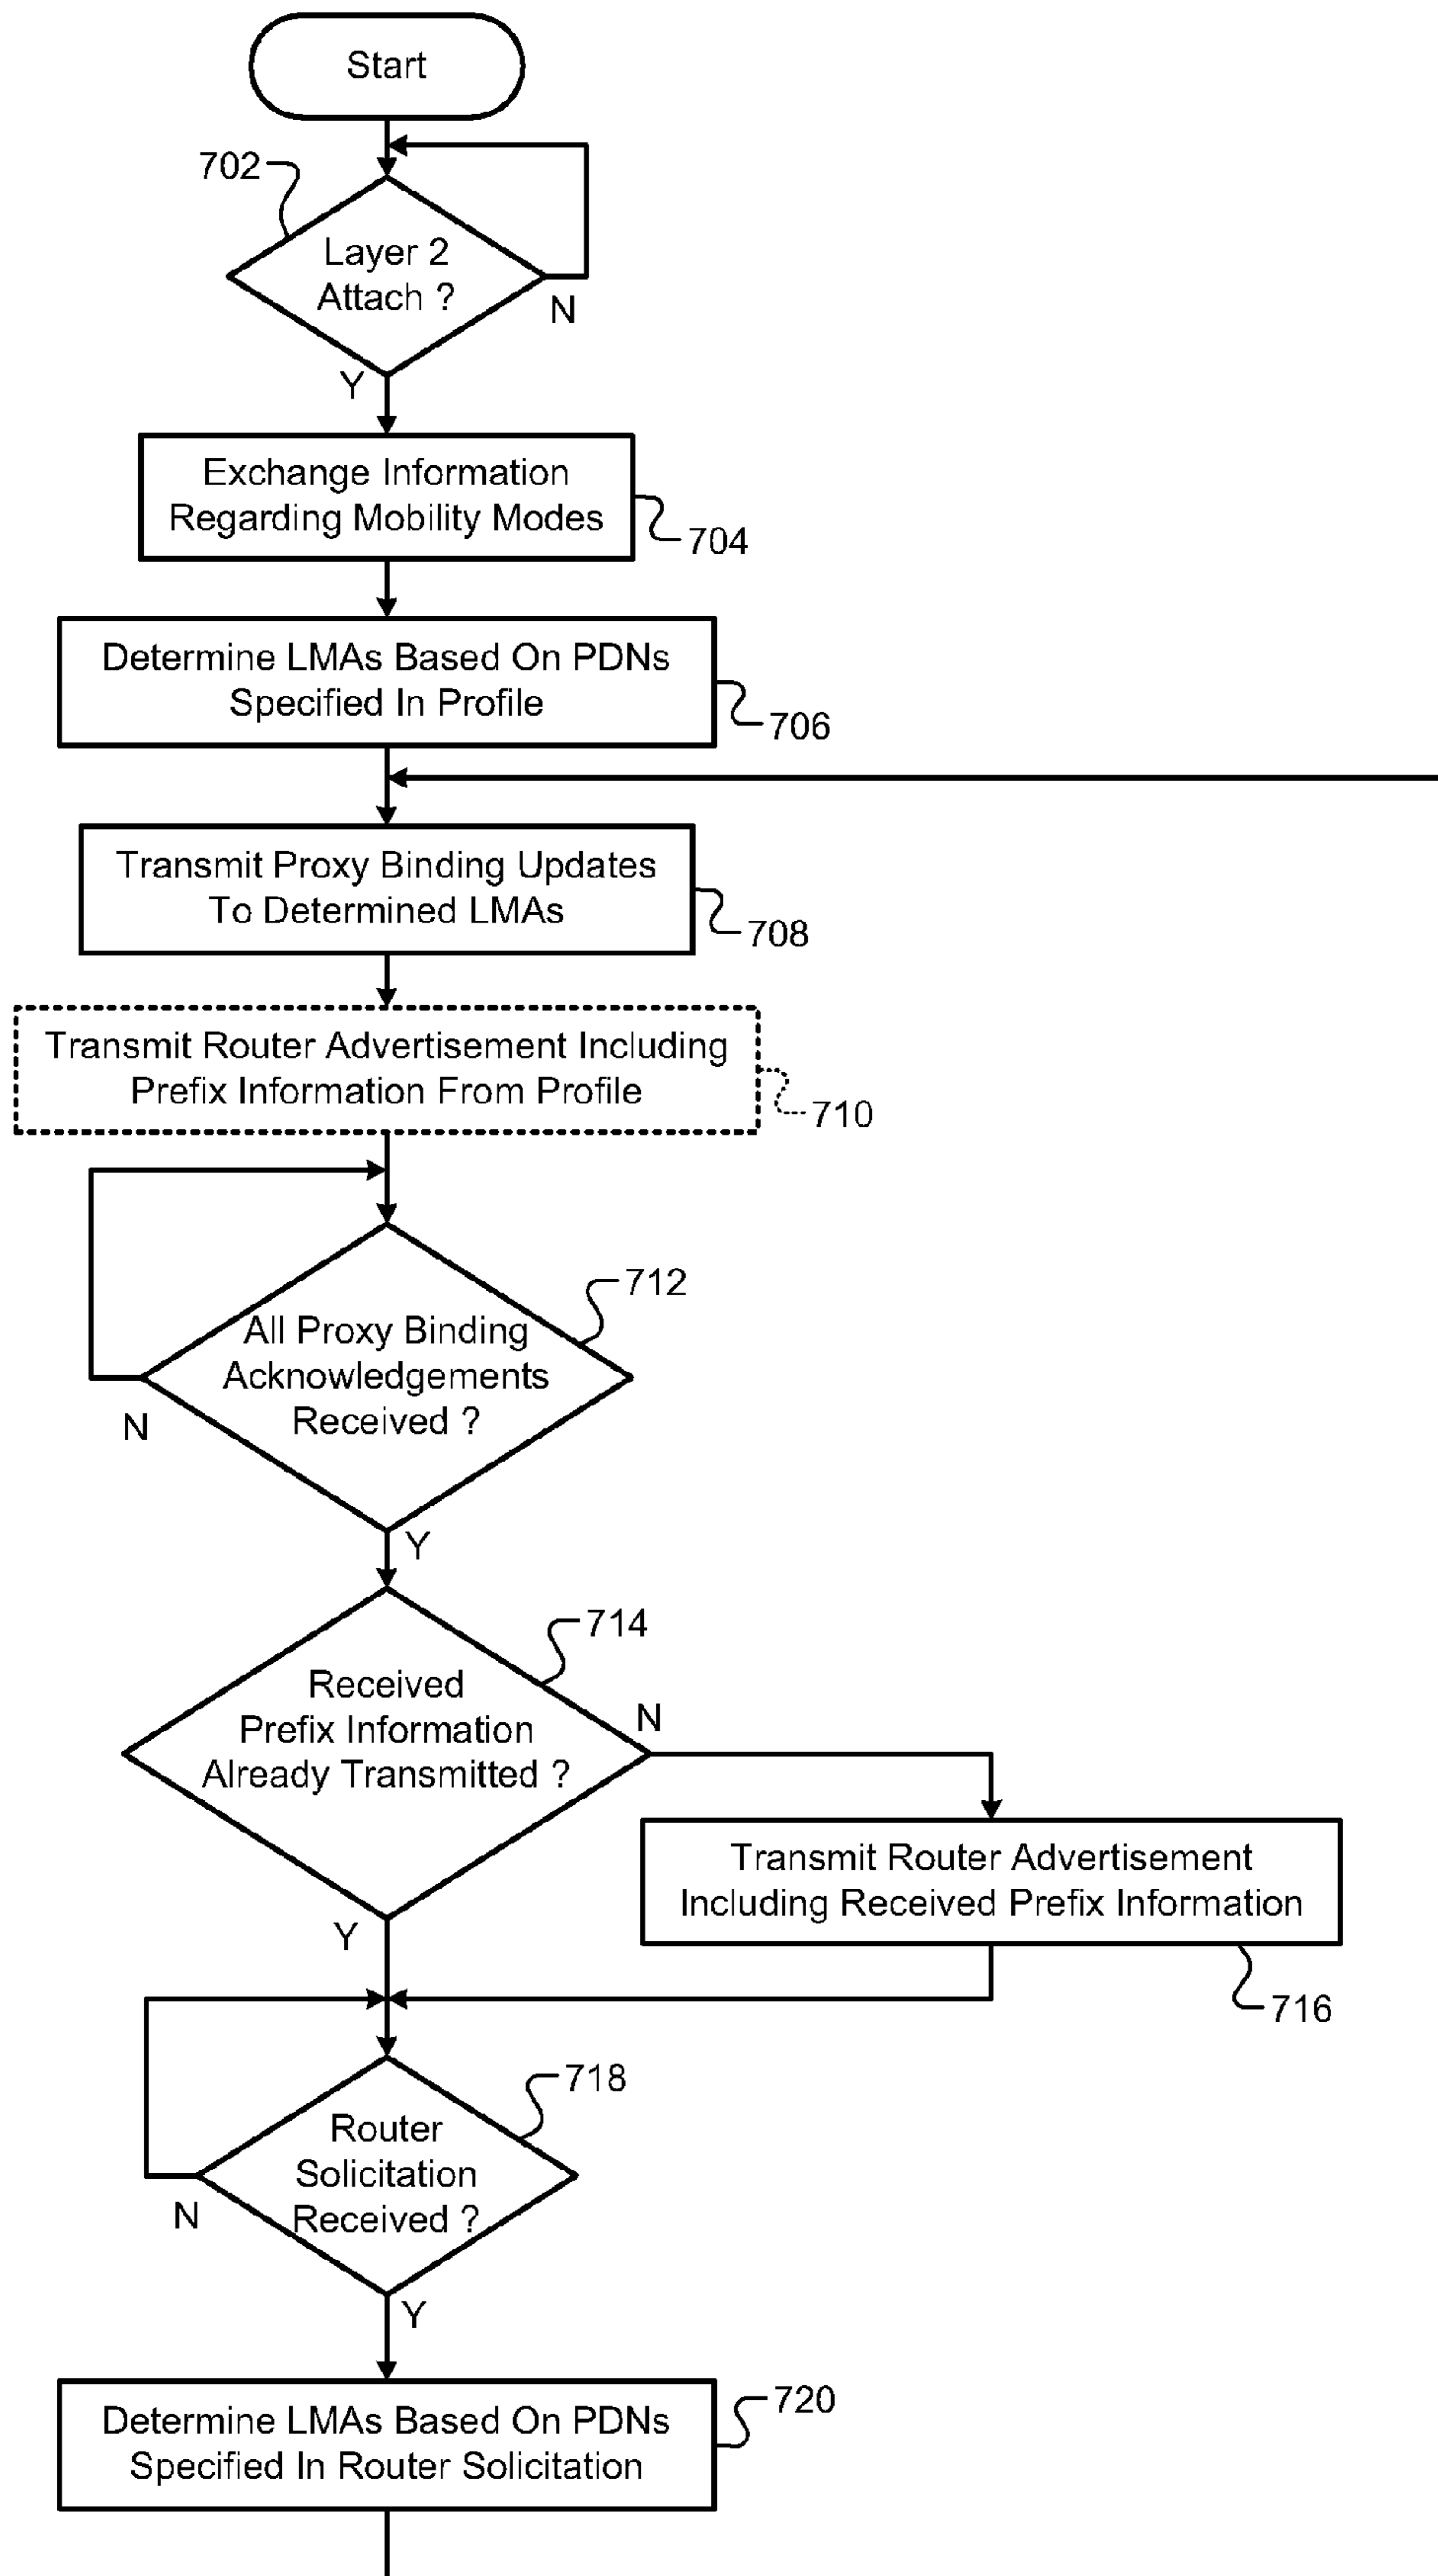 Start
702
Layer 2
Attach ?
N
Y
Exchange Information
Regarding Mobility Modes
704
Determine LMAs Based On PDNs
Specified In Profile
706
Transmit Proxy Binding Updates
To Determined LMAs
708
Transmit Router Advertisement Including
Prefix Information From Profile
710
712
All Proxy Binding
Acknowledgements
Received ?
N
Y
714
Received
Prefix Information
Already Transmitted ?
N
Transmit Router Advertisement
Including Received Prefix Information
Y
716
718
Router
Solicitation
Received ?
N
Y
720
Determine LMAs Based On PDNs
Specified In Router Solicitation